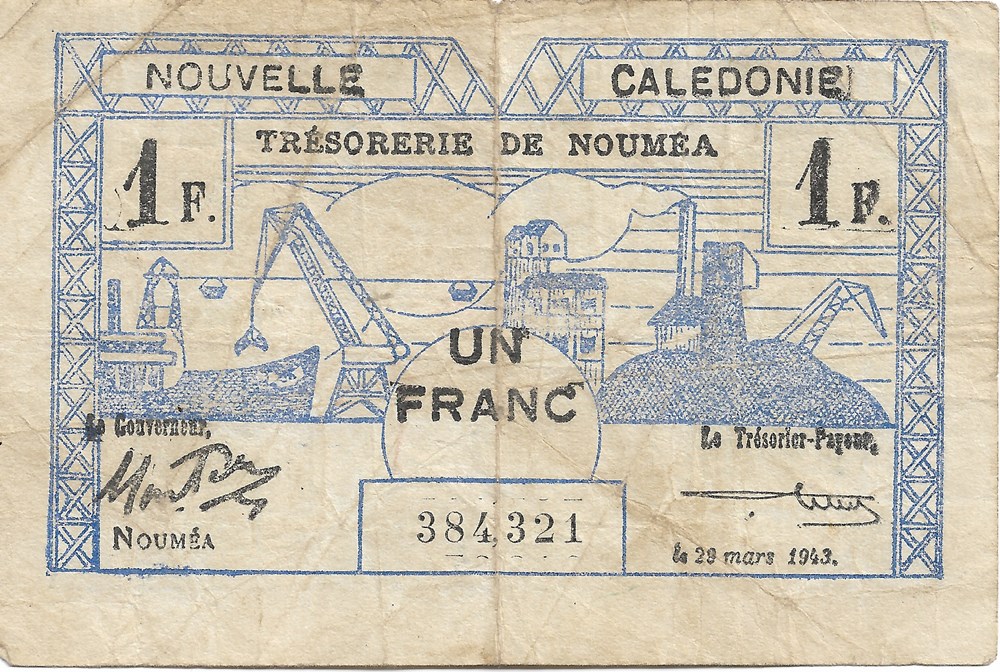 NOUVELLE CALEDONIE
TRÉSORERIE DE NOUMÉA
1 F. 1 F.
UN
FRANC
Le Gouverneur,
Le Trésorier-Payeur,
384,321
NOUMÉA
le 29 mars 1943.